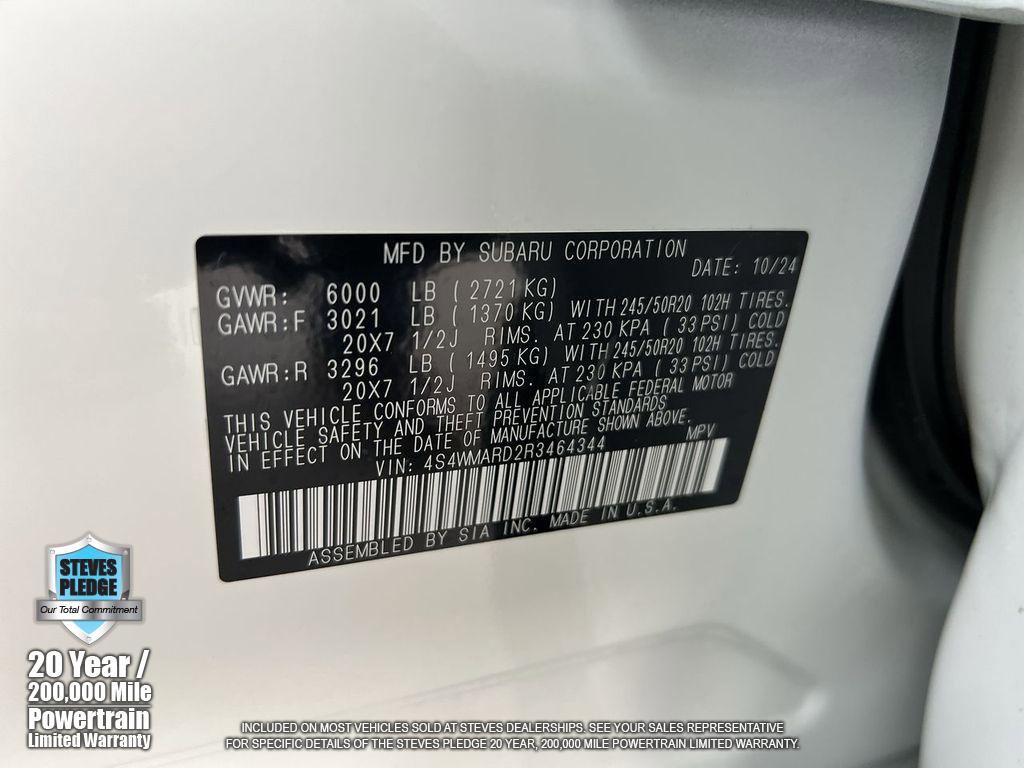 MFD BY SUBARU CORPORATION
DATE: 10/24
GVWR: 6000 LB ( 2721 KG)
GAWR:F 3021 LB ( 1370 KG) WITH 245/50R20 102H TIRES.
20X7 1/2J RIMS. AT 230 KPA ( 33 PSI) COLD
GAWR:R 3296 LB ( 1495 KG) WITH 245/50R20 102H TIRES.
20X7 1/2J RIMS. AT 230 KPA ( 33 PSI) COLD
THIS VEHICLE CONFORMS TO ALL APPLICABLE FEDERAL MOTOR
VEHICLE SAFETY AND THEFT PREVENTION STANDARDS
IN EFFECT ON THE DATE OF MANUFACTURE SHOWN ABOVE.
VIN: 4S4WMARD2R3464344 MPV
ASSEMBLED BY SIA INC. MADE IN U.S.A.
STEVES
PLEDGE
Our Total Commitment
20 Year /
200,000 Mile
Powertrain
Limited Warranty
INCLUDED ON MOST VEHICLES SOLD AT STEVES DEALERSHIPS. SEE YOUR SALES REPRESENTATIVE
FOR SPECIFIC DETAILS OF THE STEVES PLEDGE 20 YEAR, 200,000 MILE POWERTRAIN LIMITED WARRANTY.